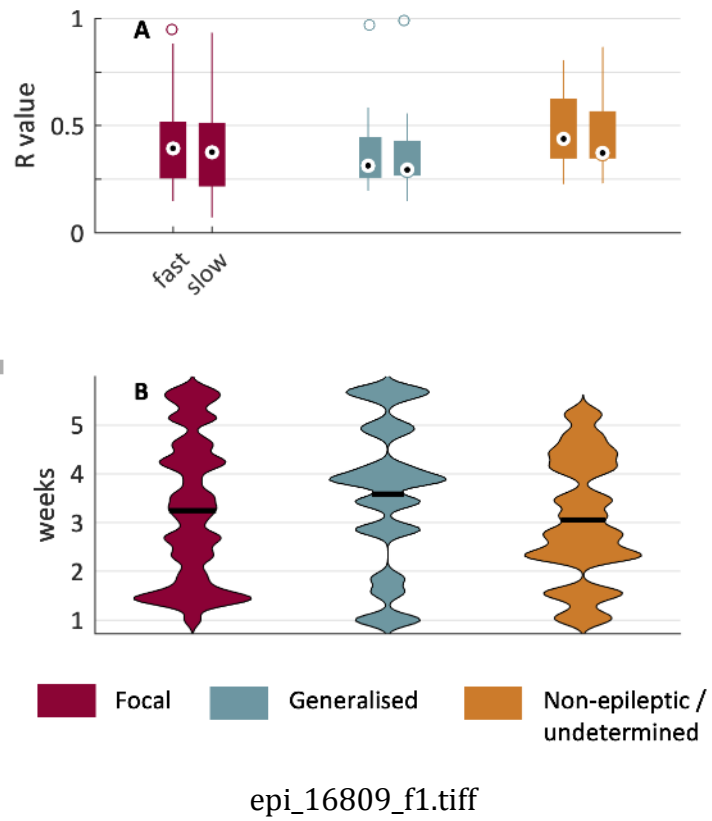 A
1
0.5
0
R value
fast
slow
B
5
4
3
2
1
weeks
Focal
Generalised
Non-epileptic /
undetermined
epi_16809_f1.tiff